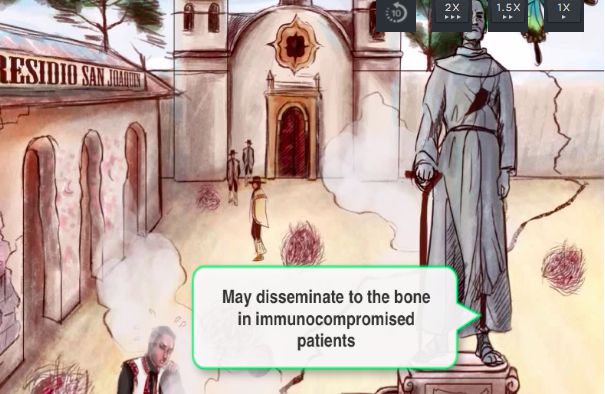 10
2X
1.5X
1X
RESIDIO SAN JOAQUIN
May disseminate to the bone
in immunocompromised
patients